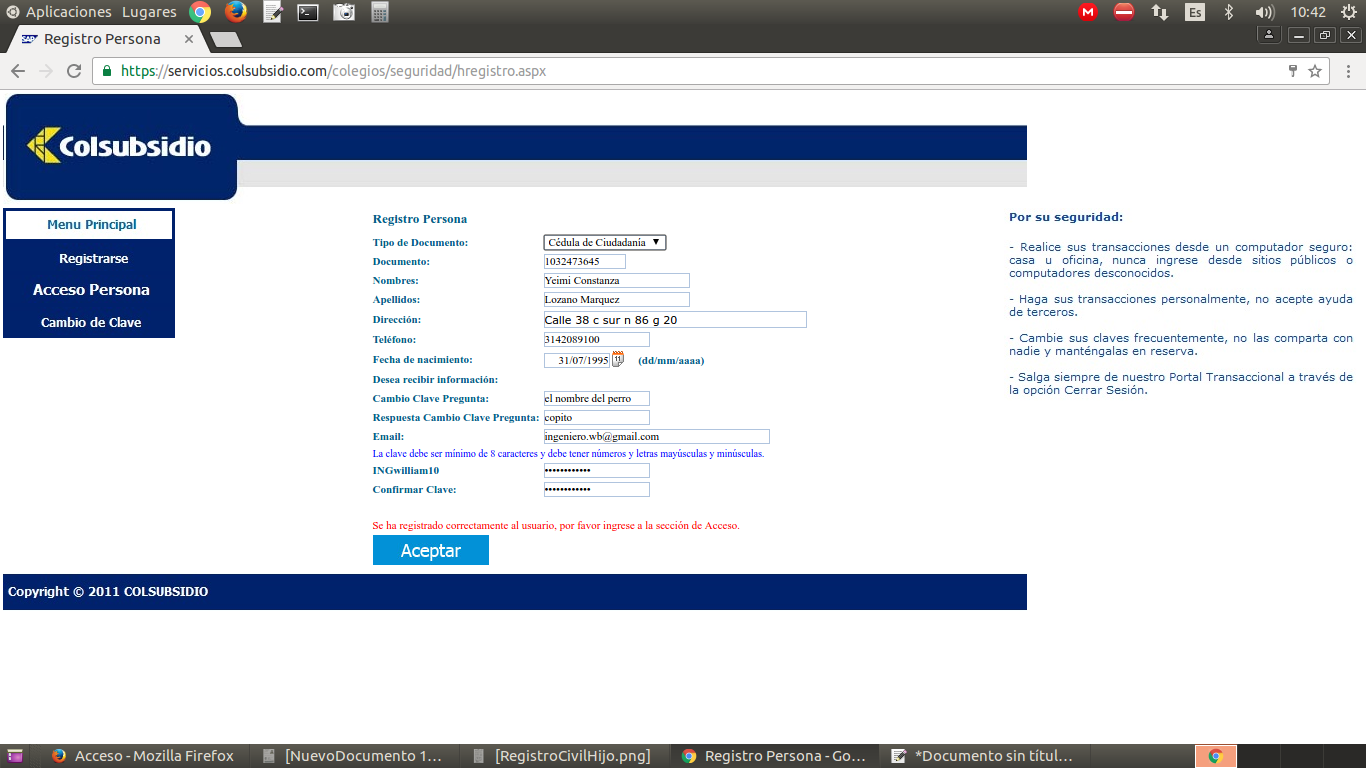 Aplicaciones Lugares Es 10:42
SAP Registro Persona
https://servicios.colsubsidio.com/colegios/seguridad/hregistro.aspx
Colsubsidio
Menu Principal
Registrarse
Acceso Persona
Cambio de Clave
Registro Persona
Tipo de Documento: Cédula de Ciudadanía
Documento: 1032473645
Nombres: Yeimi Constanza
Apellidos: Lozano Marquez
Dirección: Calle 38 c sur n 86 g 20
Teléfono: 3142089100
Fecha de nacimiento: 31/07/1995 11 (dd/mm/aaaa)
Desea recibir información:
Cambio Clave Pregunta: el nombre del perro
Respuesta Cambio Clave Pregunta: copito
Email: ingeniero.wb@gmail.com
La clave debe ser mínimo de 8 caracteres y debe tener números y letras mayúsculas y minúsculas.
INGwilliam10 ••••••••••••
Confirmar Clave: ••••••••••••
Se ha registrado correctamente al usuario, por favor ingrese a la sección de Acceso.
Aceptar
Por su seguridad:
- Realice sus transacciones desde un computador seguro:
casa u oficina, nunca ingrese desde sitios públicos o
computadores desconocidos.
- Haga sus transacciones personalmente, no acepte ayuda
de terceros.
- Cambie sus claves frecuentemente, no las comparta con
nadie y manténgalas en reserva.
- Salga siempre de nuestro Portal Transaccional a través de
la opción Cerrar Sesión.
Copyright © 2011 COLSUBSIDIO
Acceso - Mozilla Firefox [NuevoDocumento 1... [RegistroCivilHijo.png] Registro Persona - Go... *Documento sin títul...